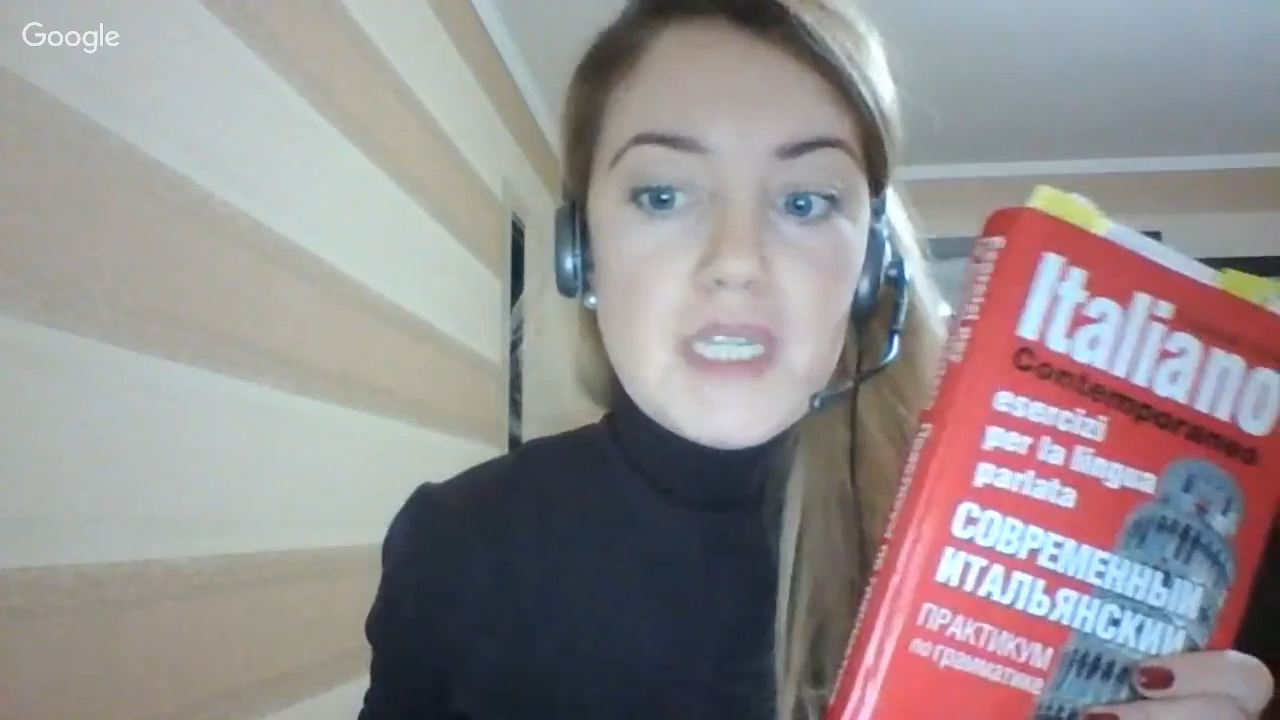 Google
Italiano
Contemporaneo
esercizi
per la lingua
parlata
СОВРЕМЕННЫЙ
ИТАЛЬЯНСКИЙ
ПРАКТИКУМ
по грамматике